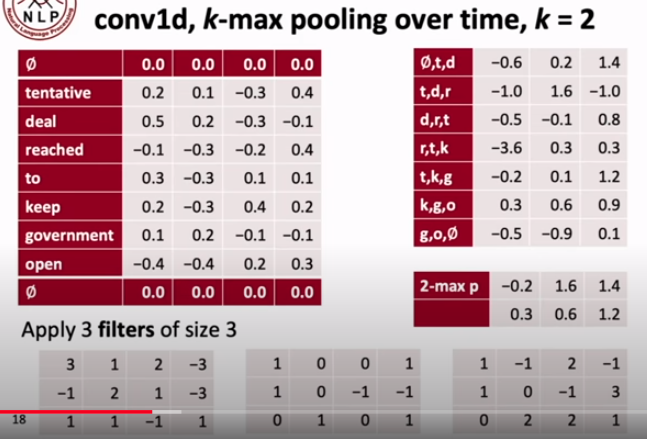 NLP
Natural Language Processing
conv1d, k-max pooling over time, k = 2
Ø 0.0 0.0 0.0 0.0
tentative 0.2 0.1 −0.3 0.4
deal 0.5 0.2 −0.3 −0.1
reached −0.1 −0.3 −0.2 0.4
to 0.3 −0.3 0.1 0.1
keep 0.2 −0.3 0.4 0.2
government 0.1 0.2 −0.1 −0.1
open −0.4 −0.4 0.2 0.3
Ø 0.0 0.0 0.0 0.0
Ø,t,d −0.6 0.2 1.4
t,d,r −1.0 1.6 −1.0
d,r,t −0.5 −0.1 0.8
r,t,k −3.6 0.3 0.3
t,k,g −0.2 0.1 1.2
k,g,o 0.3 0.6 0.9
g,o,Ø −0.5 −0.9 0.1
2-max p −0.2 1.6 1.4
0.3 0.6 1.2
Apply 3 filters of size 3
3 1 2 −3
−1 2 1 −3
1 1 −1 1
1 0 0 1
1 0 −1 −1
0 1 0 1
1 −1 2 −1
1 0 −1 3
0 2 2 1
18